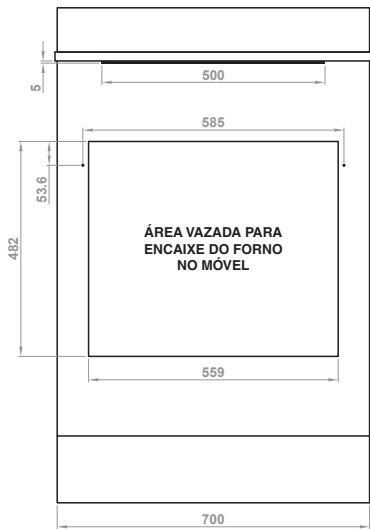 500
5
585
53.6
482
ÁREA VAZADA PARA
ENCAIXE DO FORNO
NO MÓVEL
559
700